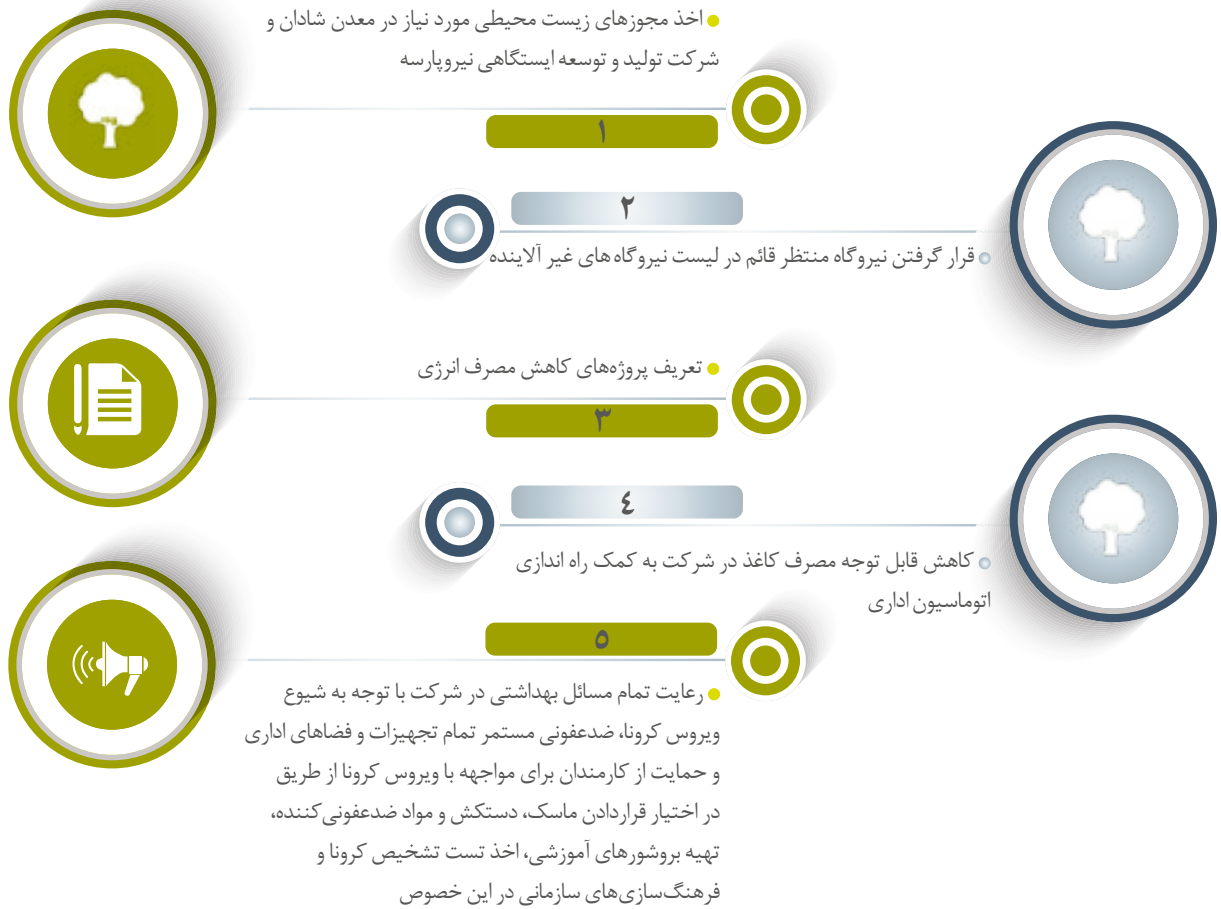 اخذ مجوزهای زیست محیطی مورد نیاز در معدن شادان و
شرکت تولید و توسعه ایستگاهی نیروپارسه
۱
۲
قرار گرفتن نیروگاه منتظر قائم در لیست نیروگاه های غیر آلاینده
تعریف پروژه‌های کاهش مصرف انرژی
۳
٤
کاهش قابل توجه مصرف کاغذ در شرکت به کمک راه اندازی
اتوماسیون اداری
٥
رعایت تمام مسائل بهداشتی در شرکت با توجه به شیوع
ویروس کرونا، ضدعفونی مستمر تمام تجهیزات و فضاهای اداری
و حمایت از کارمندان برای مواجهه با ویروس کرونا از طریق
در اختیار قراردادن ماسک، دستکش و مواد ضدعفونی‌کننده،
تهیه بروشورهای آموزشی، اخذ تست تشخیص کرونا و
فرهنگ‌سازی‌های سازمانی در این خصوص